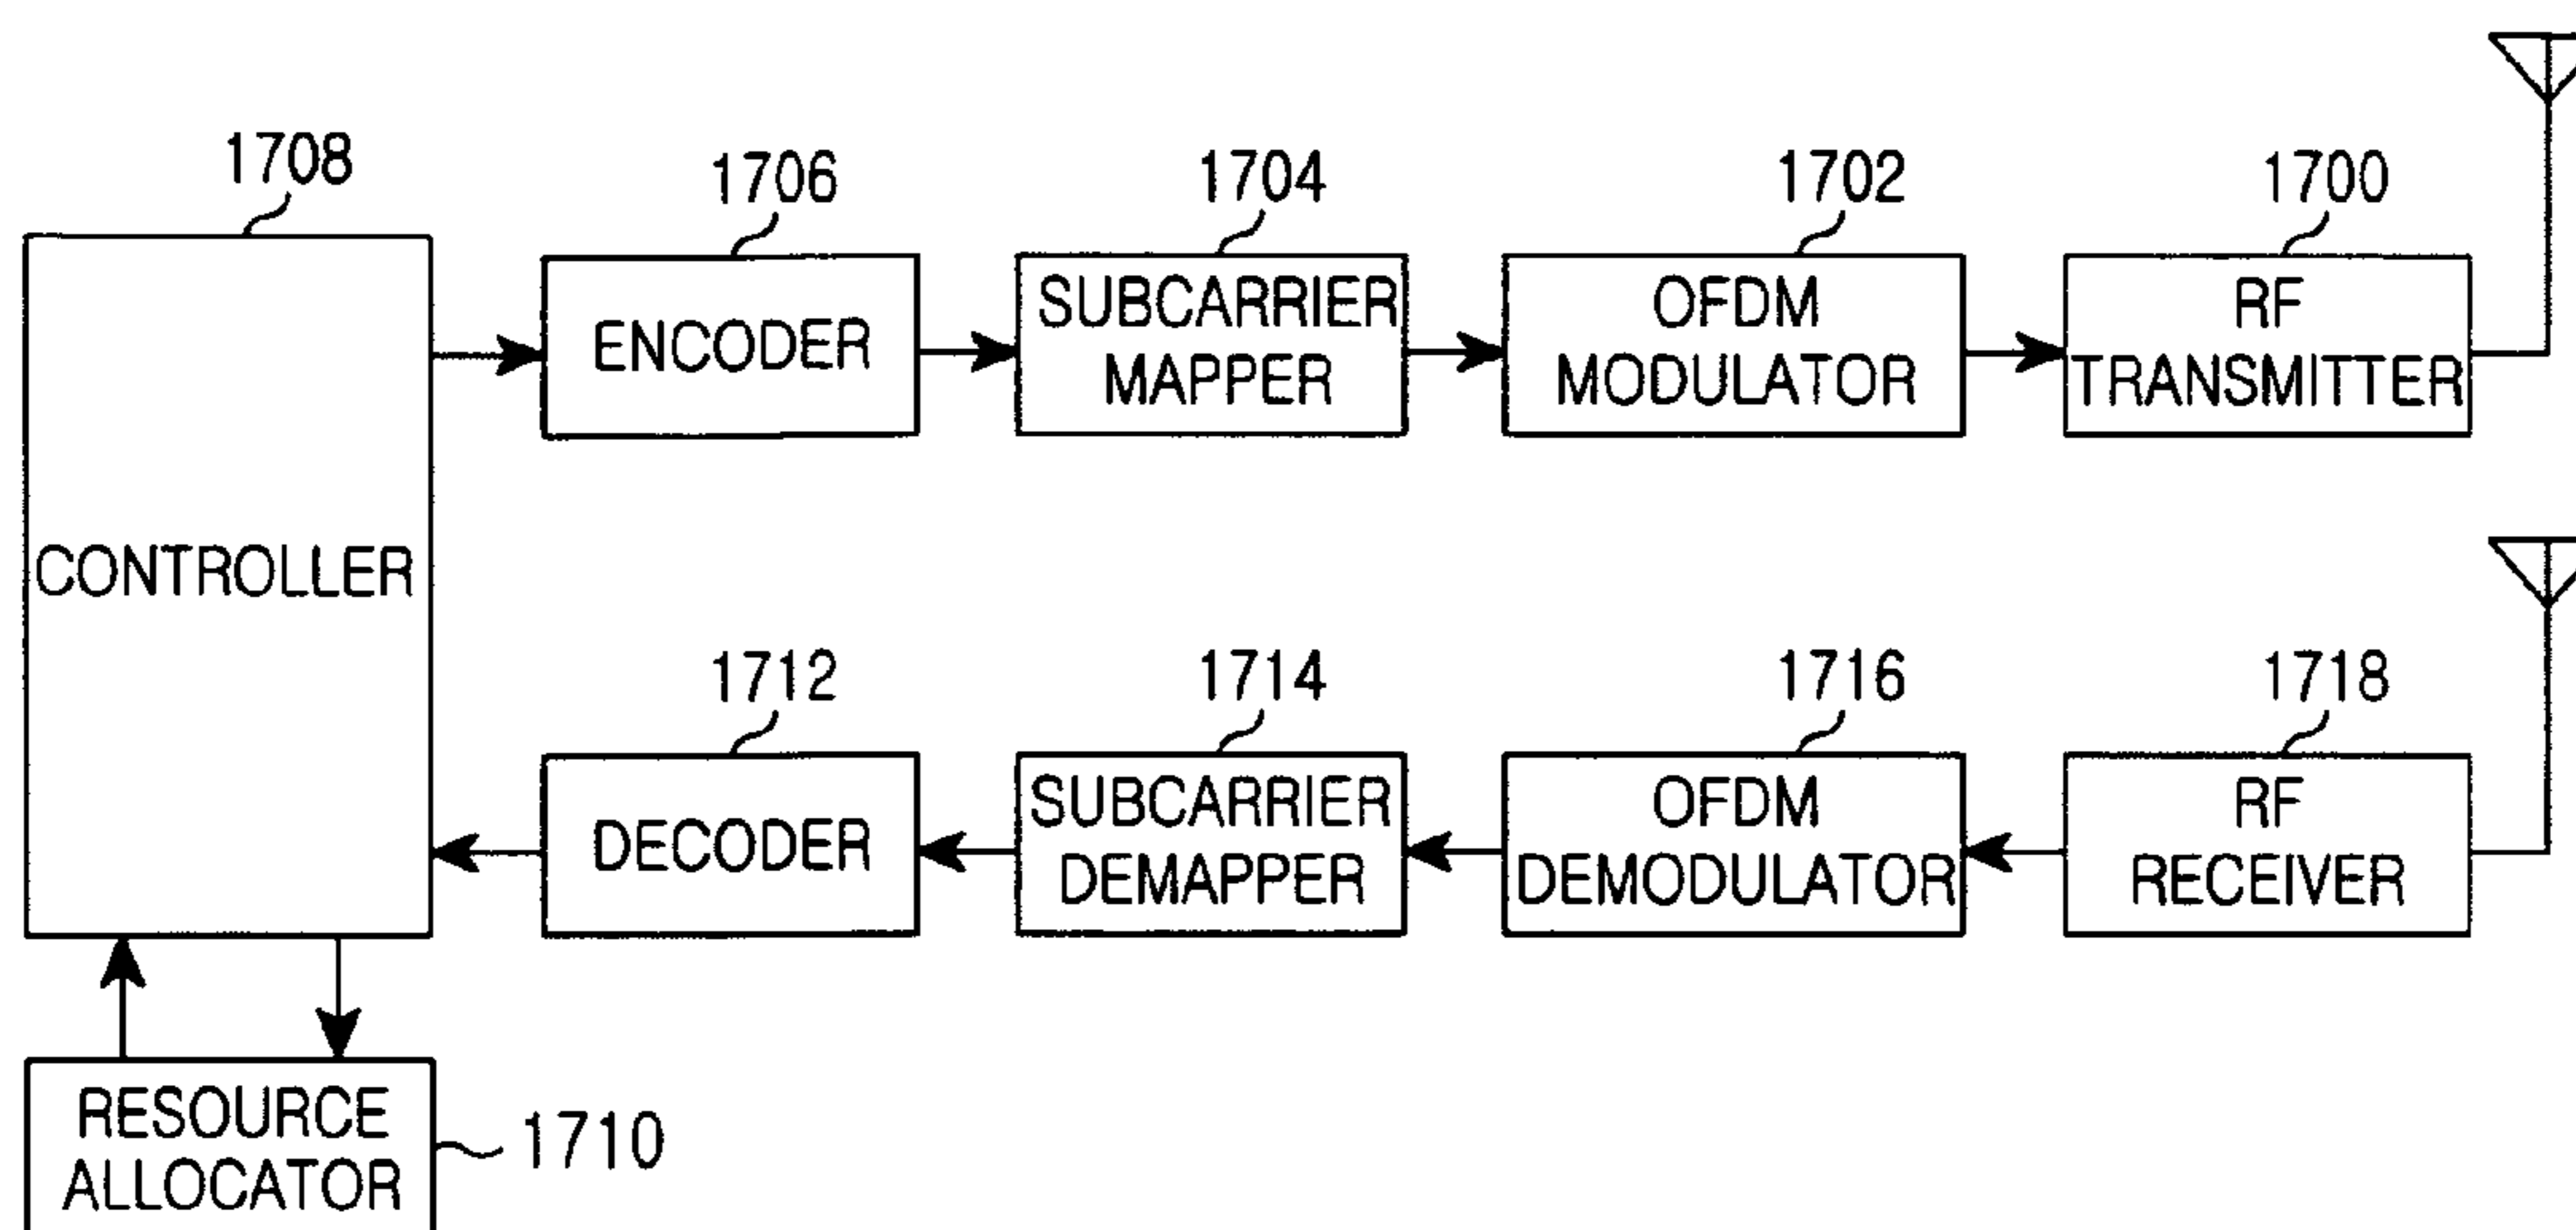 1708
1706
1704
1702
1700
CONTROLLER
ENCODER
SUBCARRIER
MAPPER
OFDM
MODULATOR
RF
TRANSMITTER
1712
1714
1716
1718
DECODER
SUBCARRIER
DEMAPPER
OFDM
DEMODULATOR
RF
RECEIVER
RESOURCE
ALLOCATOR
1710